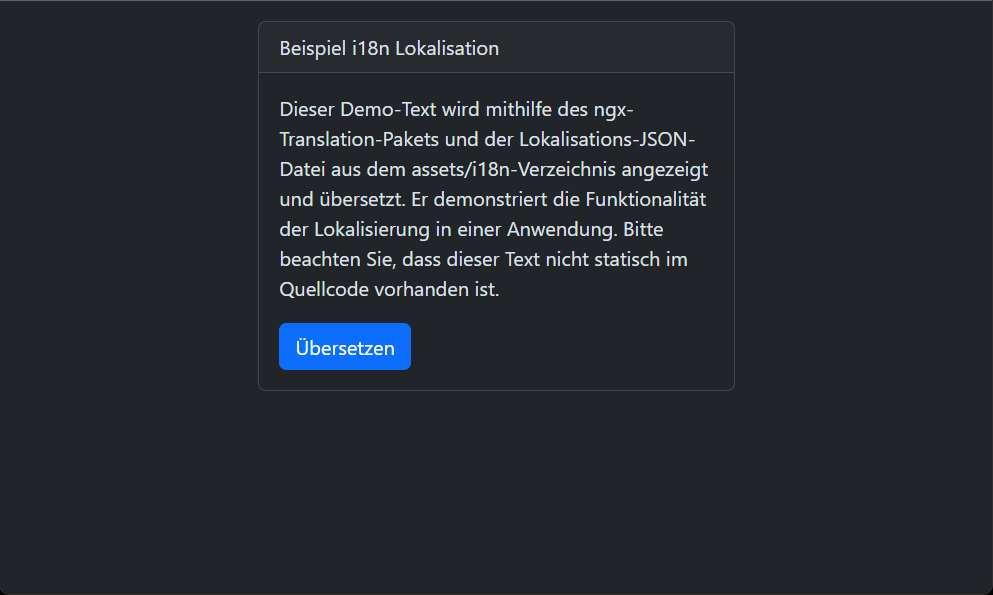 Beispiel i18n Lokalisation
Dieser Demo-Text wird mithilfe des ngx-
Translation-Pakets und der Lokalisations-JSON-
Datei aus dem assets/i18n-Verzeichnis angezeigt
und übersetzt. Er demonstriert die Funktionalität
der Lokalisierung in einer Anwendung. Bitte
beachten Sie, dass dieser Text nicht statisch im
Quellcode vorhanden ist.
Übersetzen